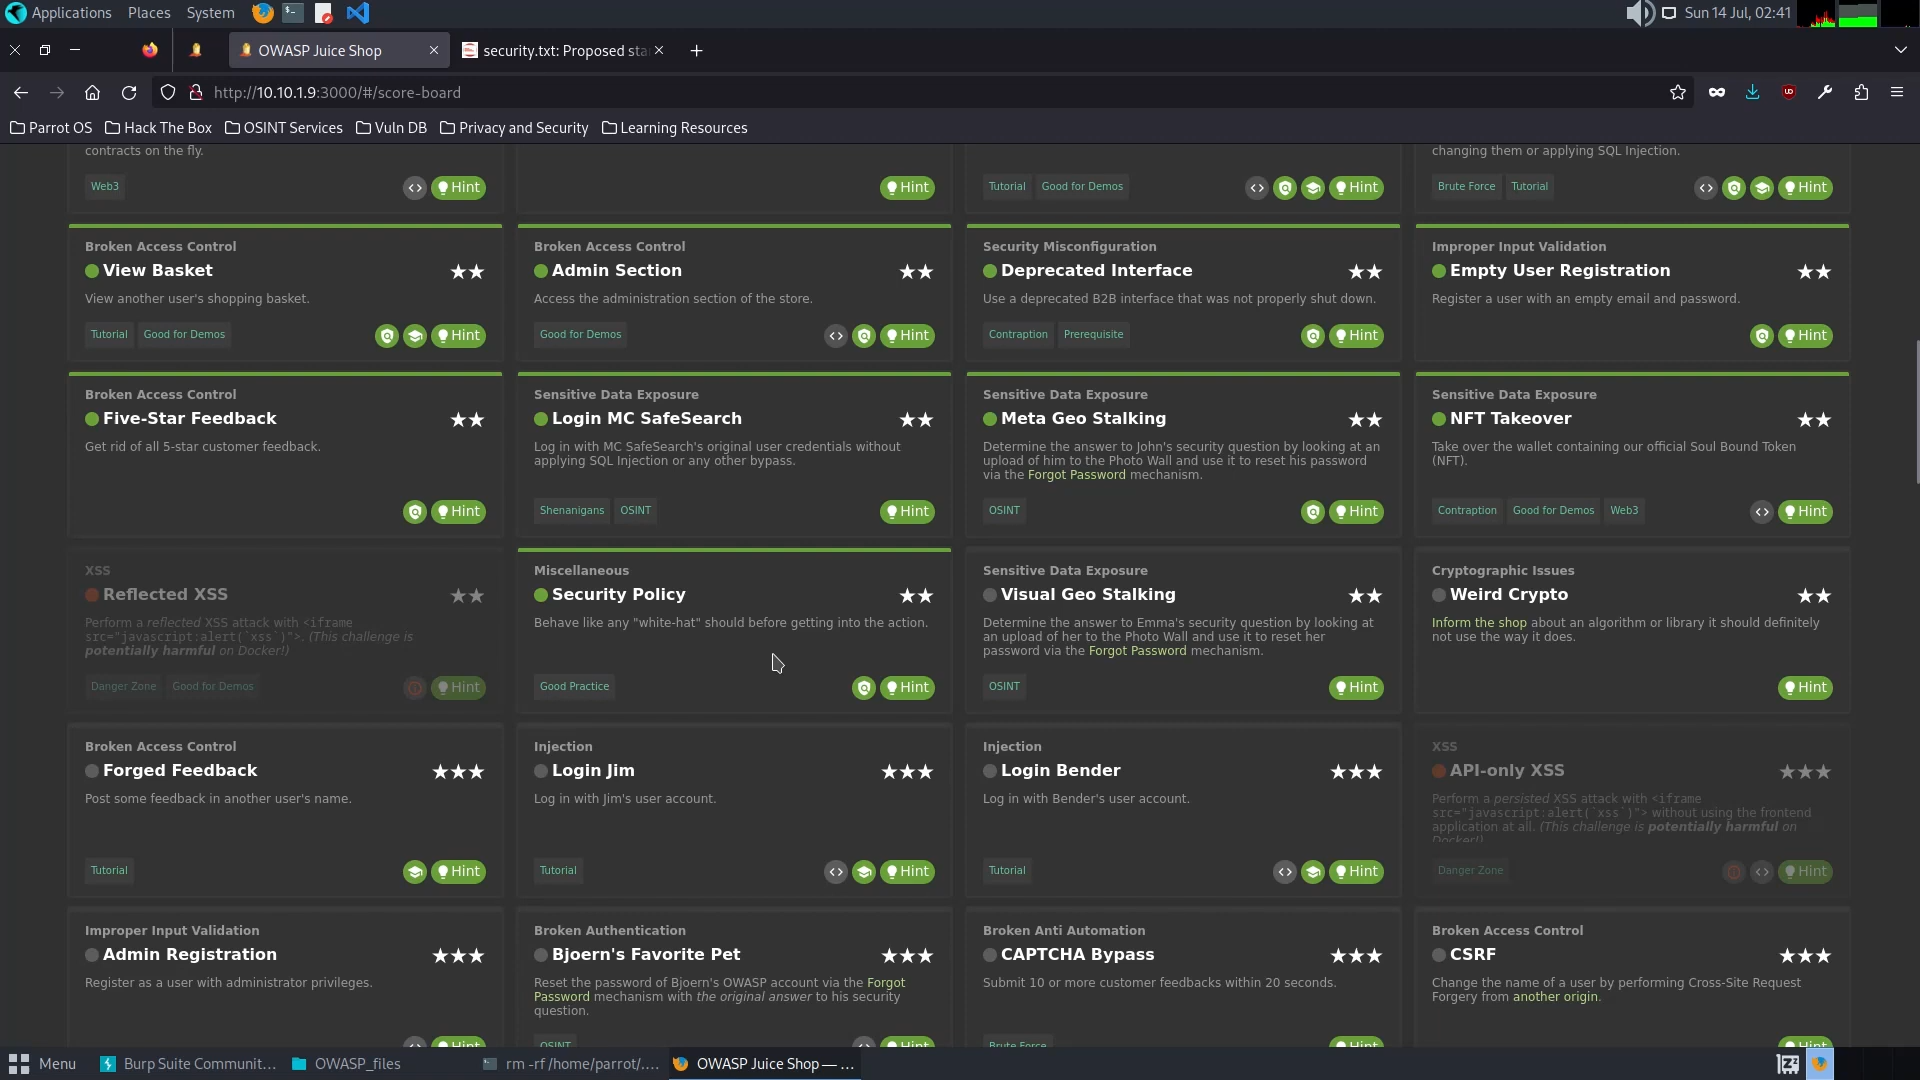 Applications Places System
Sun 14 Jul, 02:41
OWASP Juice Shop
security.txt: Proposed sta
http://10.10.1.9:3000/#/score-board
Parrot OS Hack The Box OSINT Services Vuln DB Privacy and Security Learning Resources
contracts on the fly.
Web3
Hint
Hint
Tutorial Good for Demos
Hint
changing them or applying SQL Injection.
Brute Force Tutorial
Hint
Broken Access Control
View Basket ★★
View another user's shopping basket.
Tutorial Good for Demos
Hint
Broken Access Control
Admin Section ★★
Access the administration section of the store.
Good for Demos
Hint
Security Misconfiguration
Deprecated Interface ★★
Use a deprecated B2B interface that was not properly shut down.
Contraption Prerequisite
Hint
Improper Input Validation
Empty User Registration ★★
Register a user with an empty email and password.
Hint
Broken Access Control
Five-Star Feedback ★★
Get rid of all 5-star customer feedback.
Hint
Sensitive Data Exposure
Login MC SafeSearch ★★
Log in with MC SafeSearch's original user credentials without
applying SQL Injection or any other bypass.
Shenanigans OSINT
Hint
Sensitive Data Exposure
Meta Geo Stalking ★★
Determine the answer to John's security question by looking at an
upload of him to the Photo Wall and use it to reset his password
via the Forgot Password mechanism.
OSINT
Hint
Sensitive Data Exposure
NFT Takeover ★★
Take over the wallet containing our official Soul Bound Token
(NFT).
Contraption Good for Demos Web3
Hint
XSS
Reflected XSS ★★
Perform a reflected XSS attack with <iframe
src="javascript:alert(`xss`)">. (This challenge is
potentially harmful on Docker!)
Danger Zone Good for Demos
Hint
Miscellaneous
Security Policy ★★
Behave like any "white-hat" should before getting into the action.
Good Practice
Hint
Sensitive Data Exposure
Visual Geo Stalking ★★
Determine the answer to Emma's security question by looking at
an upload of her to the Photo Wall and use it to reset her
password via the Forgot Password mechanism.
OSINT
Hint
Cryptographic Issues
Weird Crypto ★★
Inform the shop about an algorithm or library it should definitely
not use the way it does.
Hint
Broken Access Control
Forged Feedback ★★★
Post some feedback in another user's name.
Tutorial
Hint
Injection
Login Jim ★★★
Log in with Jim's user account.
Tutorial
Hint
Injection
Login Bender ★★★
Log in with Bender's user account.
Tutorial
Hint
XSS
API-only XSS ★★★
Perform a persisted XSS attack with <iframe
src="javascript:alert(`xss`)"> without using the frontend
application at all. (This challenge is potentially harmful on
Docker!)
Danger Zone
Hint
Improper Input Validation
Admin Registration ★★★
Register as a user with administrator privileges.
Hint
Broken Authentication
Bjoern's Favorite Pet ★★★
Reset the password of Bjoern's OWASP account via the Forgot
Password mechanism with the original answer to his security
question.
OSINT
Hint
Broken Anti Automation
CAPTCHA Bypass ★★★
Submit 10 or more customer feedbacks within 20 seconds.
Brute Force
Hint
Broken Access Control
CSRF ★★★
Change the name of a user by performing Cross-Site Request
Forgery from another origin.
Hint
Menu
Burp Suite Communit...
OWASP_files
rm -rf /home/parrot/....
OWASP Juice Shop — ...